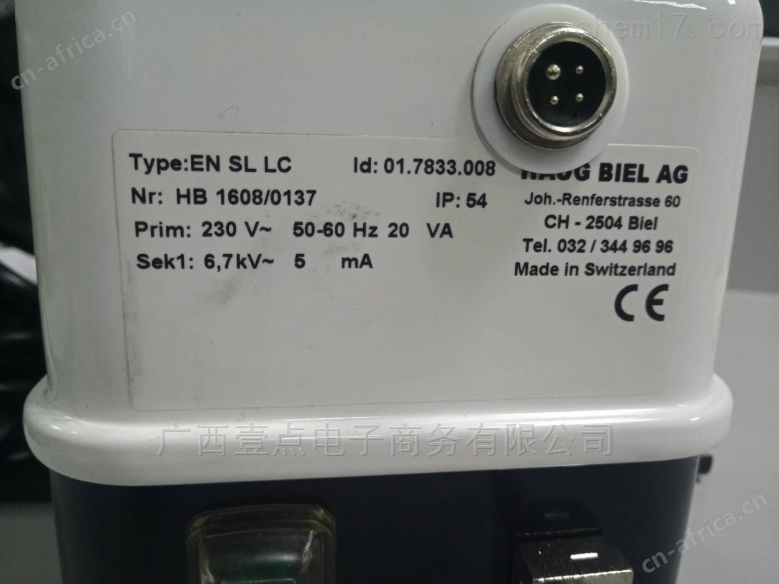 chem17.com
cn-africa.cn
Type:EN SL LC Id: 01.7833.008 HAUG BIEL AG
Nr: HB 1608/0137 IP: 54 Joh.-Renferstrasse 60
Prim: 230 V~ 50-60 Hz 20 VA CH - 2504 Biel
Sek1: 6,7kV~ 5 mA Tel. 032 / 344 96 96
Made in Switzerland
CE
广西壹点电子商务有限公司
cn-africa.cn